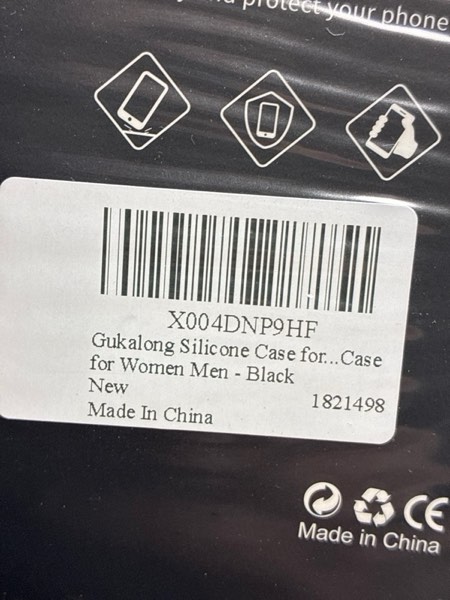 protect your phone
X004DNP9HF
Gukalong Silicone Case for...Case
for Women Men - Black
New
1821498
Made In China
CE
Made in China